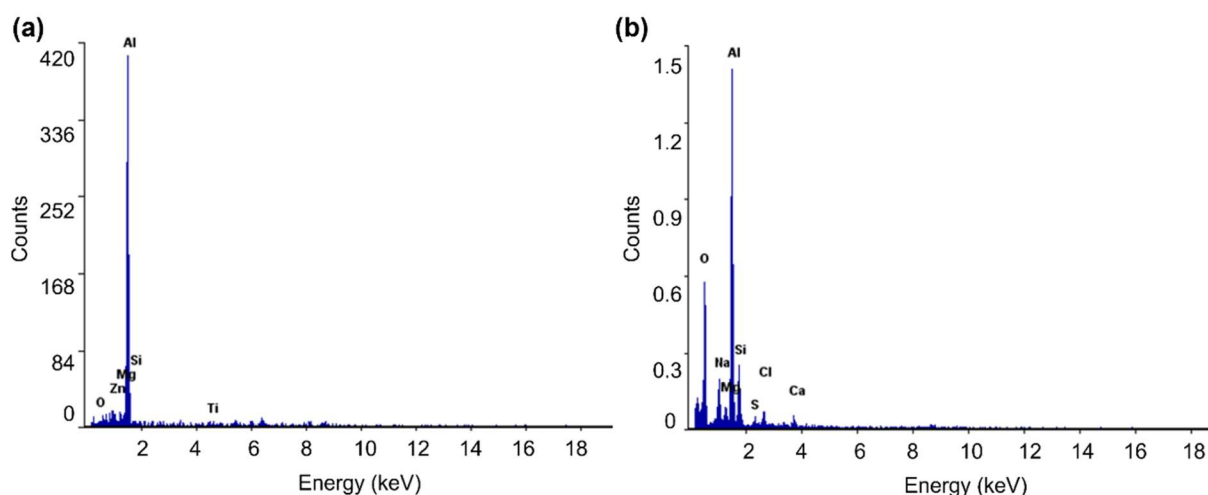 (a)
Counts
420
336
252
168
84
0
Al
Si
Mg
Zn
O
Ti
2 4 6 8 10 12 14 16 18
Energy (keV)
(b)
Counts
1.5
1.2
0.9
0.6
0.3
0
Al
O
Si
Na
Cl
Mg
Ca
S
2 4 6 8 10 12 14 16 18
Energy (keV)